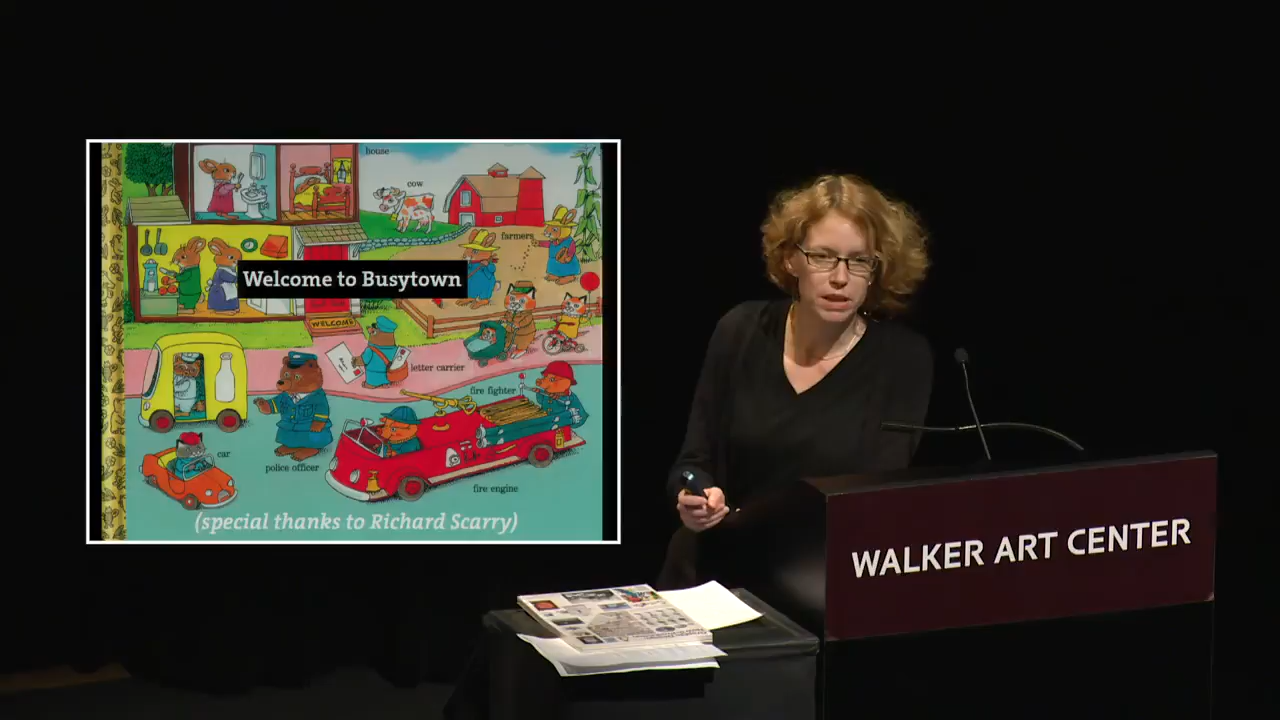 house
cow
farmers
Welcome to Busytown
WELCOME
letter carrier
fire fighter
car
police officer
fire engine
(special thanks to Richard Scarry)
WALKER ART CENTER